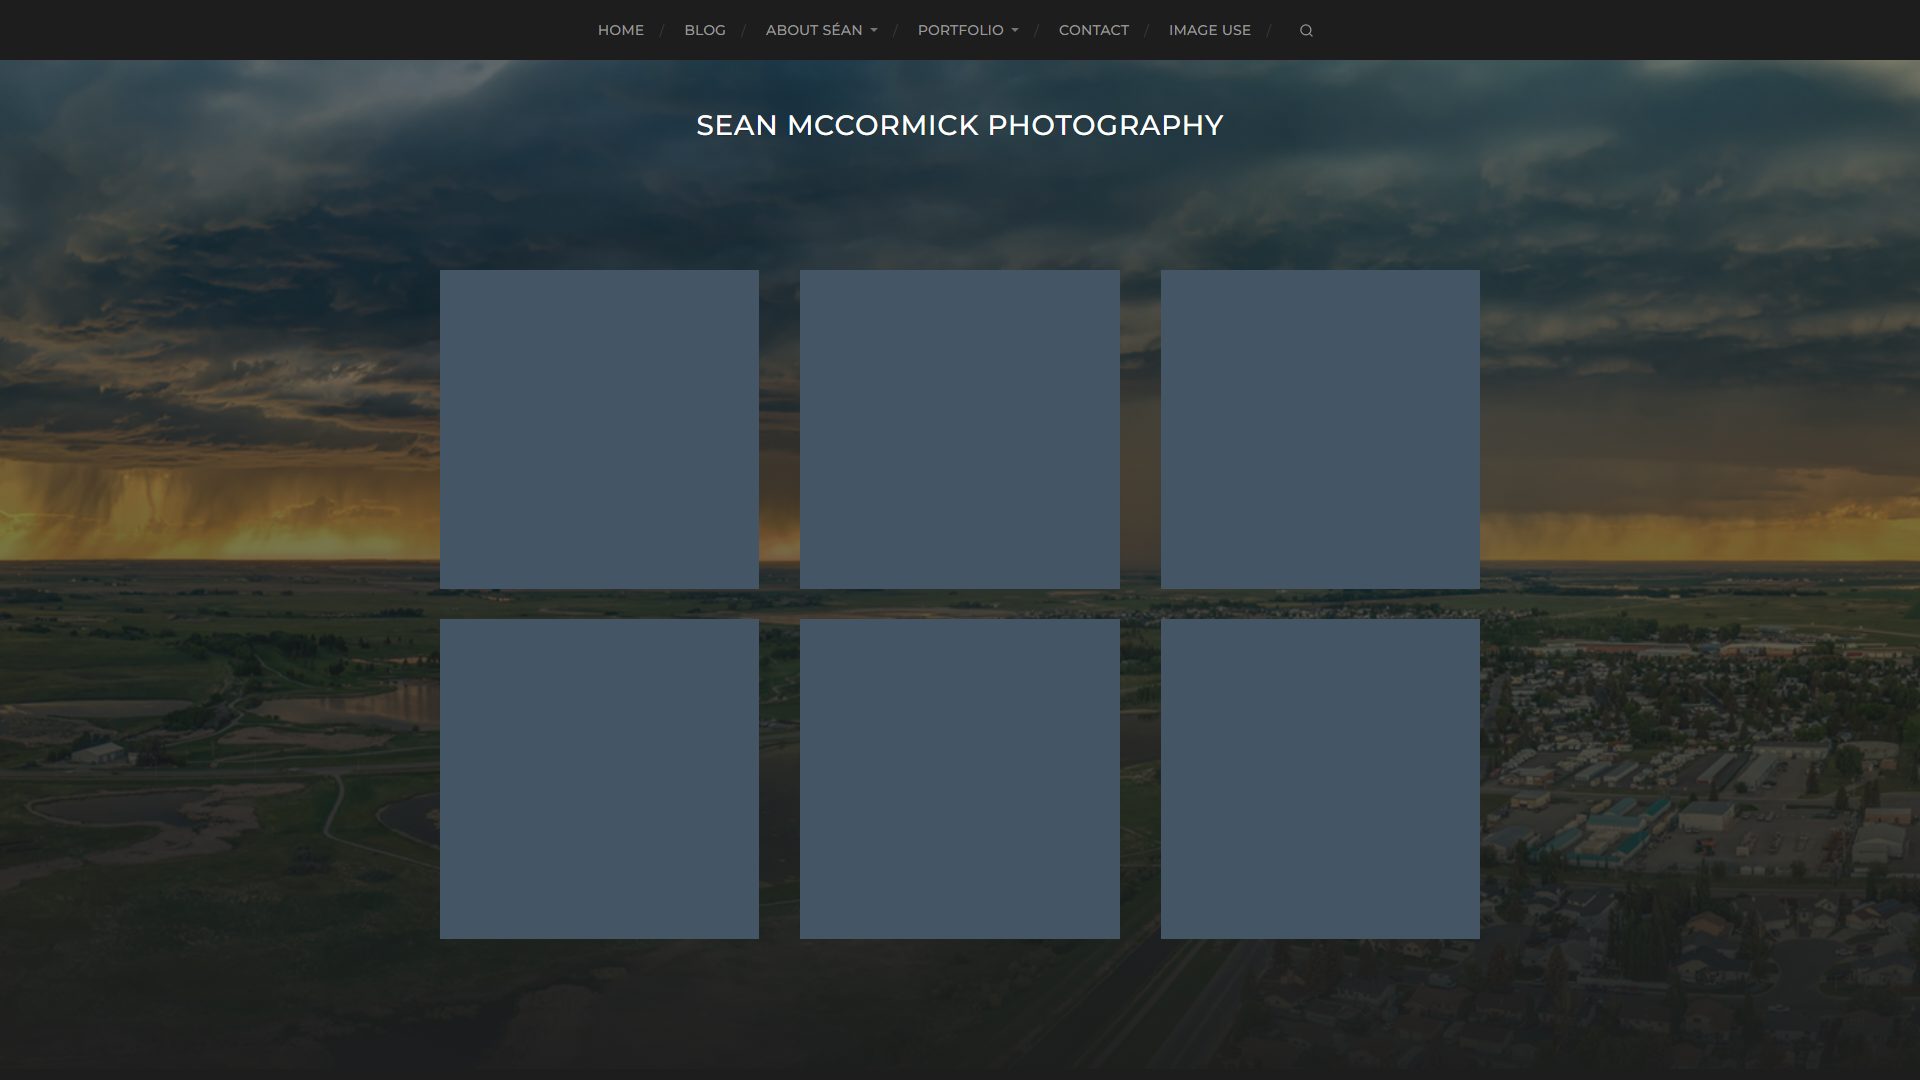 HOME / BLOG / ABOUT SÉAN / PORTFOLIO / CONTACT / IMAGE USE /
SEAN MCCORMICK PHOTOGRAPHY